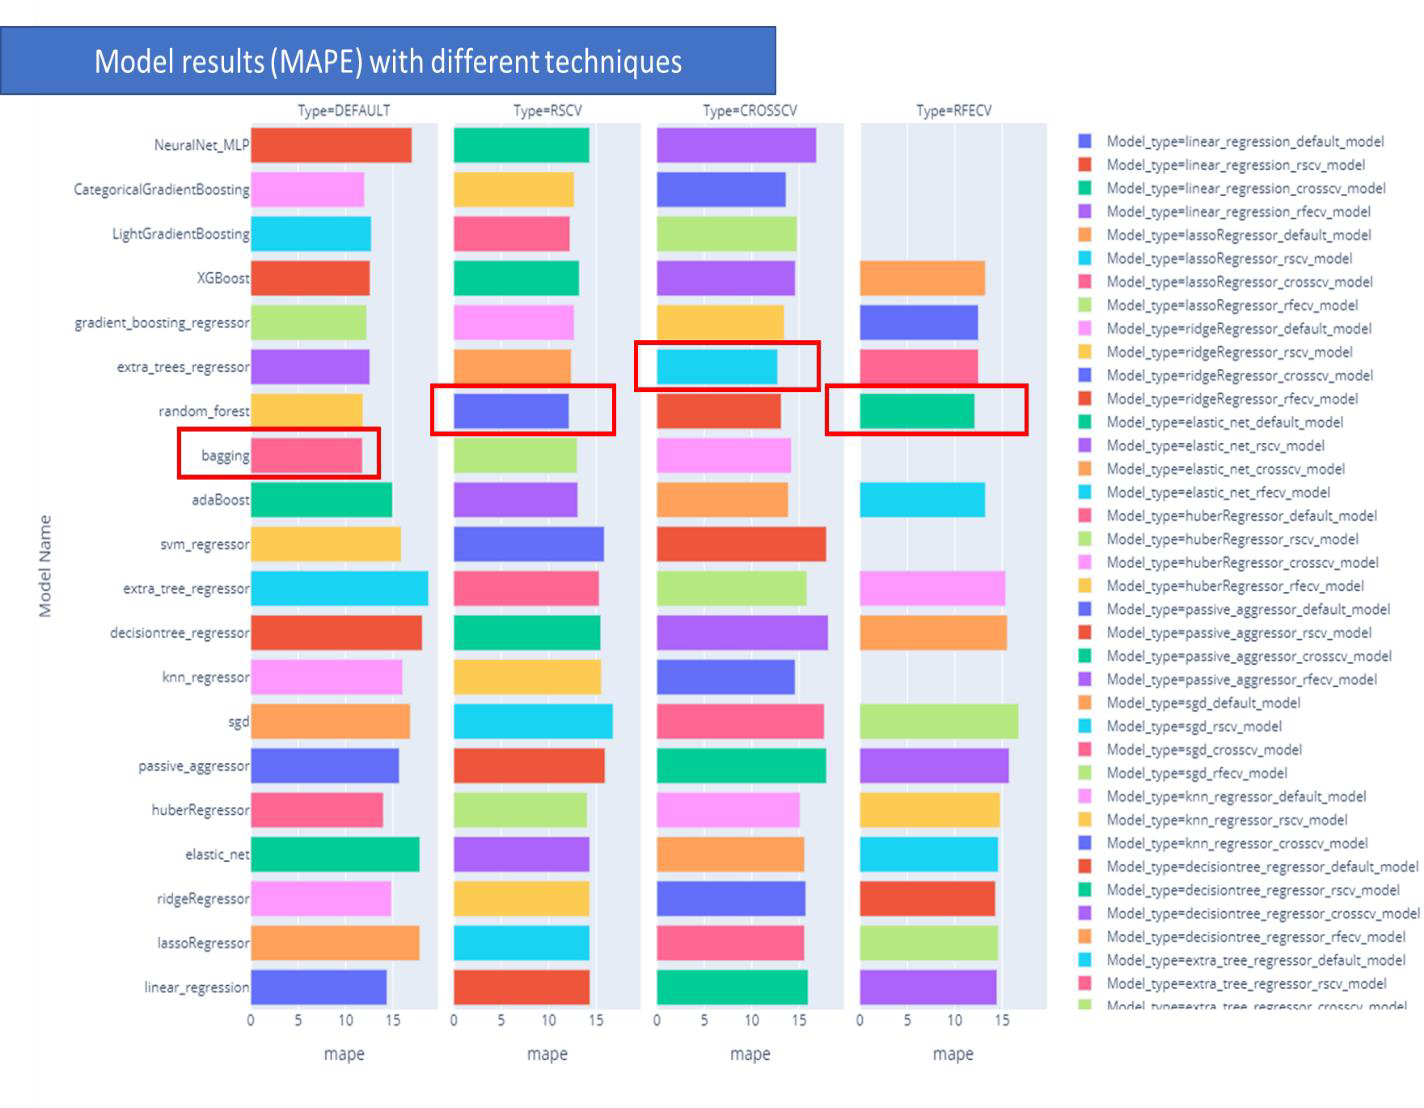 Model results (MAPE) with different techniques
Type=DEFAULT
Type=RSCV
Type=CROSSCV
Type=RFECV
NeuralNet_MLP
CategoricalGradientBoosting
LightGradientBoosting
XGBoost
gradient_boosting_regressor
extra_trees_regressor
random_forest
bagging
adaBoost
svm_regressor
extra_tree_regressor
decisiontree_regressor
knn_regressor
sgd
passive_aggressor
huberRegressor
elastic_net
ridgeRegressor
lassoRegressor
linear_regression
Model Name
0 5 10 15
0 5 10 15
0 5 10 15
0 5 10 15
mape
mape
mape
mape
Model_type=linear_regression_default_model
Model_type=linear_regression_rscv_model
Model_type=linear_regression_crosscv_model
Model_type=linear_regression_rfecv_model
Model_type=lassoRegressor_default_model
Model_type=lassoRegressor_rscv_model
Model_type=lassoRegressor_crosscv_model
Model_type=lassoRegressor_rfecv_model
Model_type=ridgeRegressor_default_model
Model_type=ridgeRegressor_rscv_model
Model_type=ridgeRegressor_crosscv_model
Model_type=ridgeRegressor_rfecv_model
Model_type=elastic_net_default_model
Model_type=elastic_net_rscv_model
Model_type=elastic_net_crosscv_model
Model_type=elastic_net_rfecv_model
Model_type=huberRegressor_default_model
Model_type=huberRegressor_rscv_model
Model_type=huberRegressor_crosscv_model
Model_type=huberRegressor_rfecv_model
Model_type=passive_aggressor_default_model
Model_type=passive_aggressor_rscv_model
Model_type=passive_aggressor_crosscv_model
Model_type=passive_aggressor_rfecv_model
Model_type=sgd_default_model
Model_type=sgd_rscv_model
Model_type=sgd_crosscv_model
Model_type=sgd_rfecv_model
Model_type=knn_regressor_default_model
Model_type=knn_regressor_rscv_model
Model_type=knn_regressor_crosscv_model
Model_type=decisiontree_regressor_default_model
Model_type=decisiontree_regressor_rscv_model
Model_type=decisiontree_regressor_crosscv_model
Model_type=decisiontree_regressor_rfecv_model
Model_type=extra_tree_regressor_default_model
Model_type=extra_tree_regressor_rscv_model
Model_type=extra_tree_regressor_crosscv_model